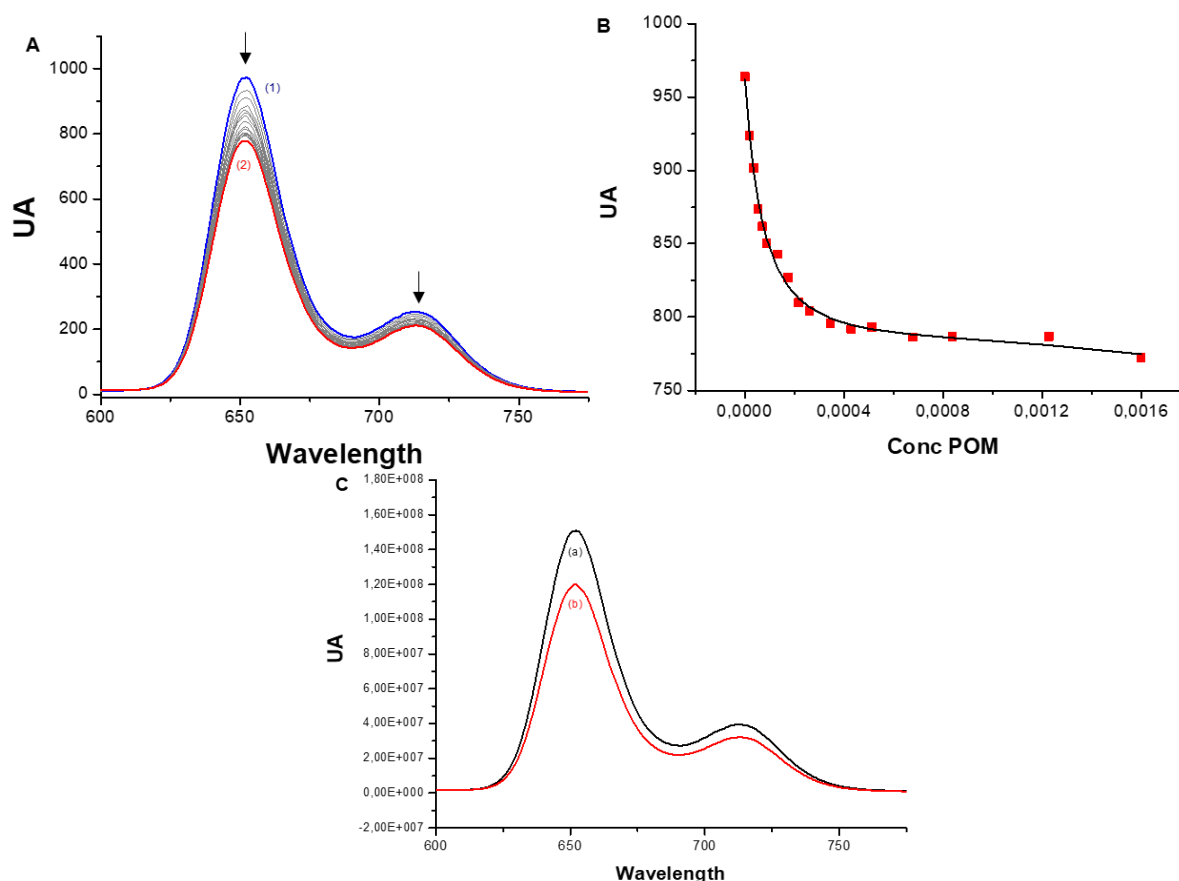 A
1000
800
600
400
200
0
600
650
700
750
UA
Wavelength
(1)
(2)
B
1000
950
900
850
800
750
0,0000
0,0004
0,0008
0,0012
0,0016
UA
Conc POM
C
1,80E+008
1,60E+008
1,40E+008
1,20E+008
1,00E+008
8,00E+007
6,00E+007
4,00E+007
2,00E+007
0,00E+000
-2,00E+007
600
650
700
750
UA
Wavelength
(a)
(b)